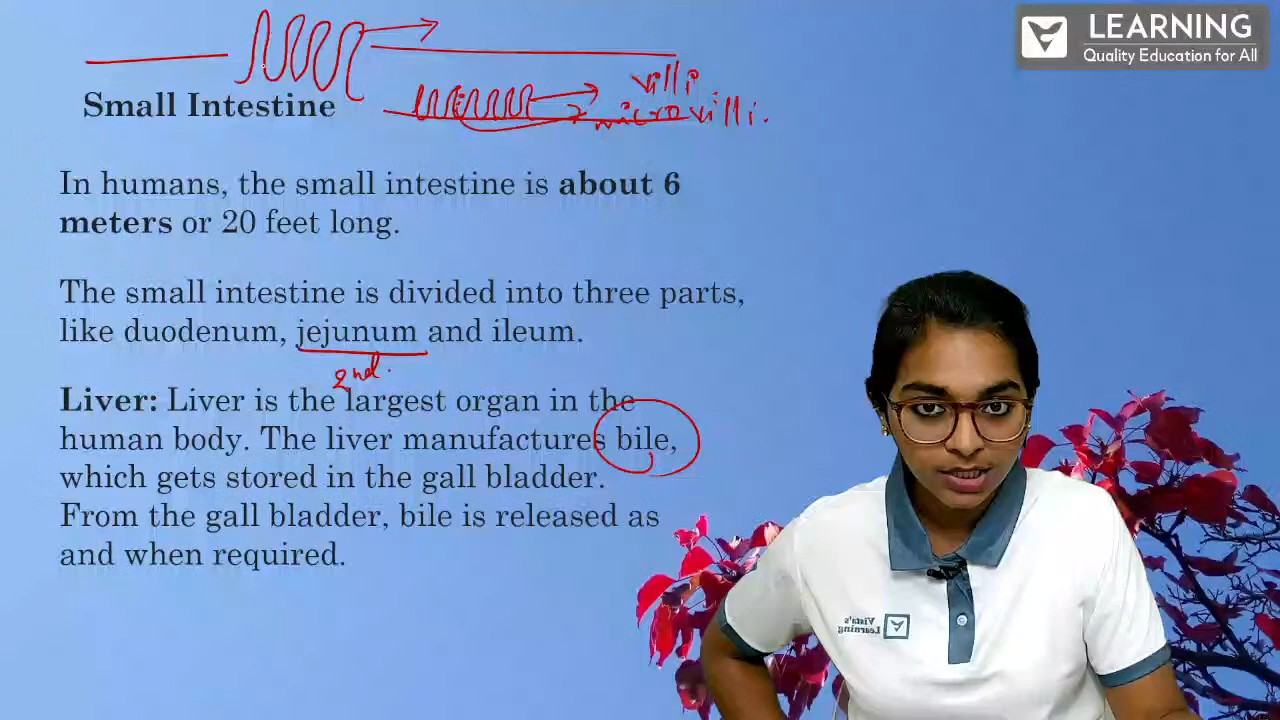 LEARNING
Quality Education for All
villi
microvilli.
Small Intestine
In humans, the small intestine is about 6
meters or 20 feet long.
The small intestine is divided into three parts,
like duodenum, jejunum and ileum.
2nd.
Liver: Liver is the largest organ in the
human body. The liver manufactures bile,
which gets stored in the gall bladder.
From the gall bladder, bile is released as
and when required.
Vista's
Learning